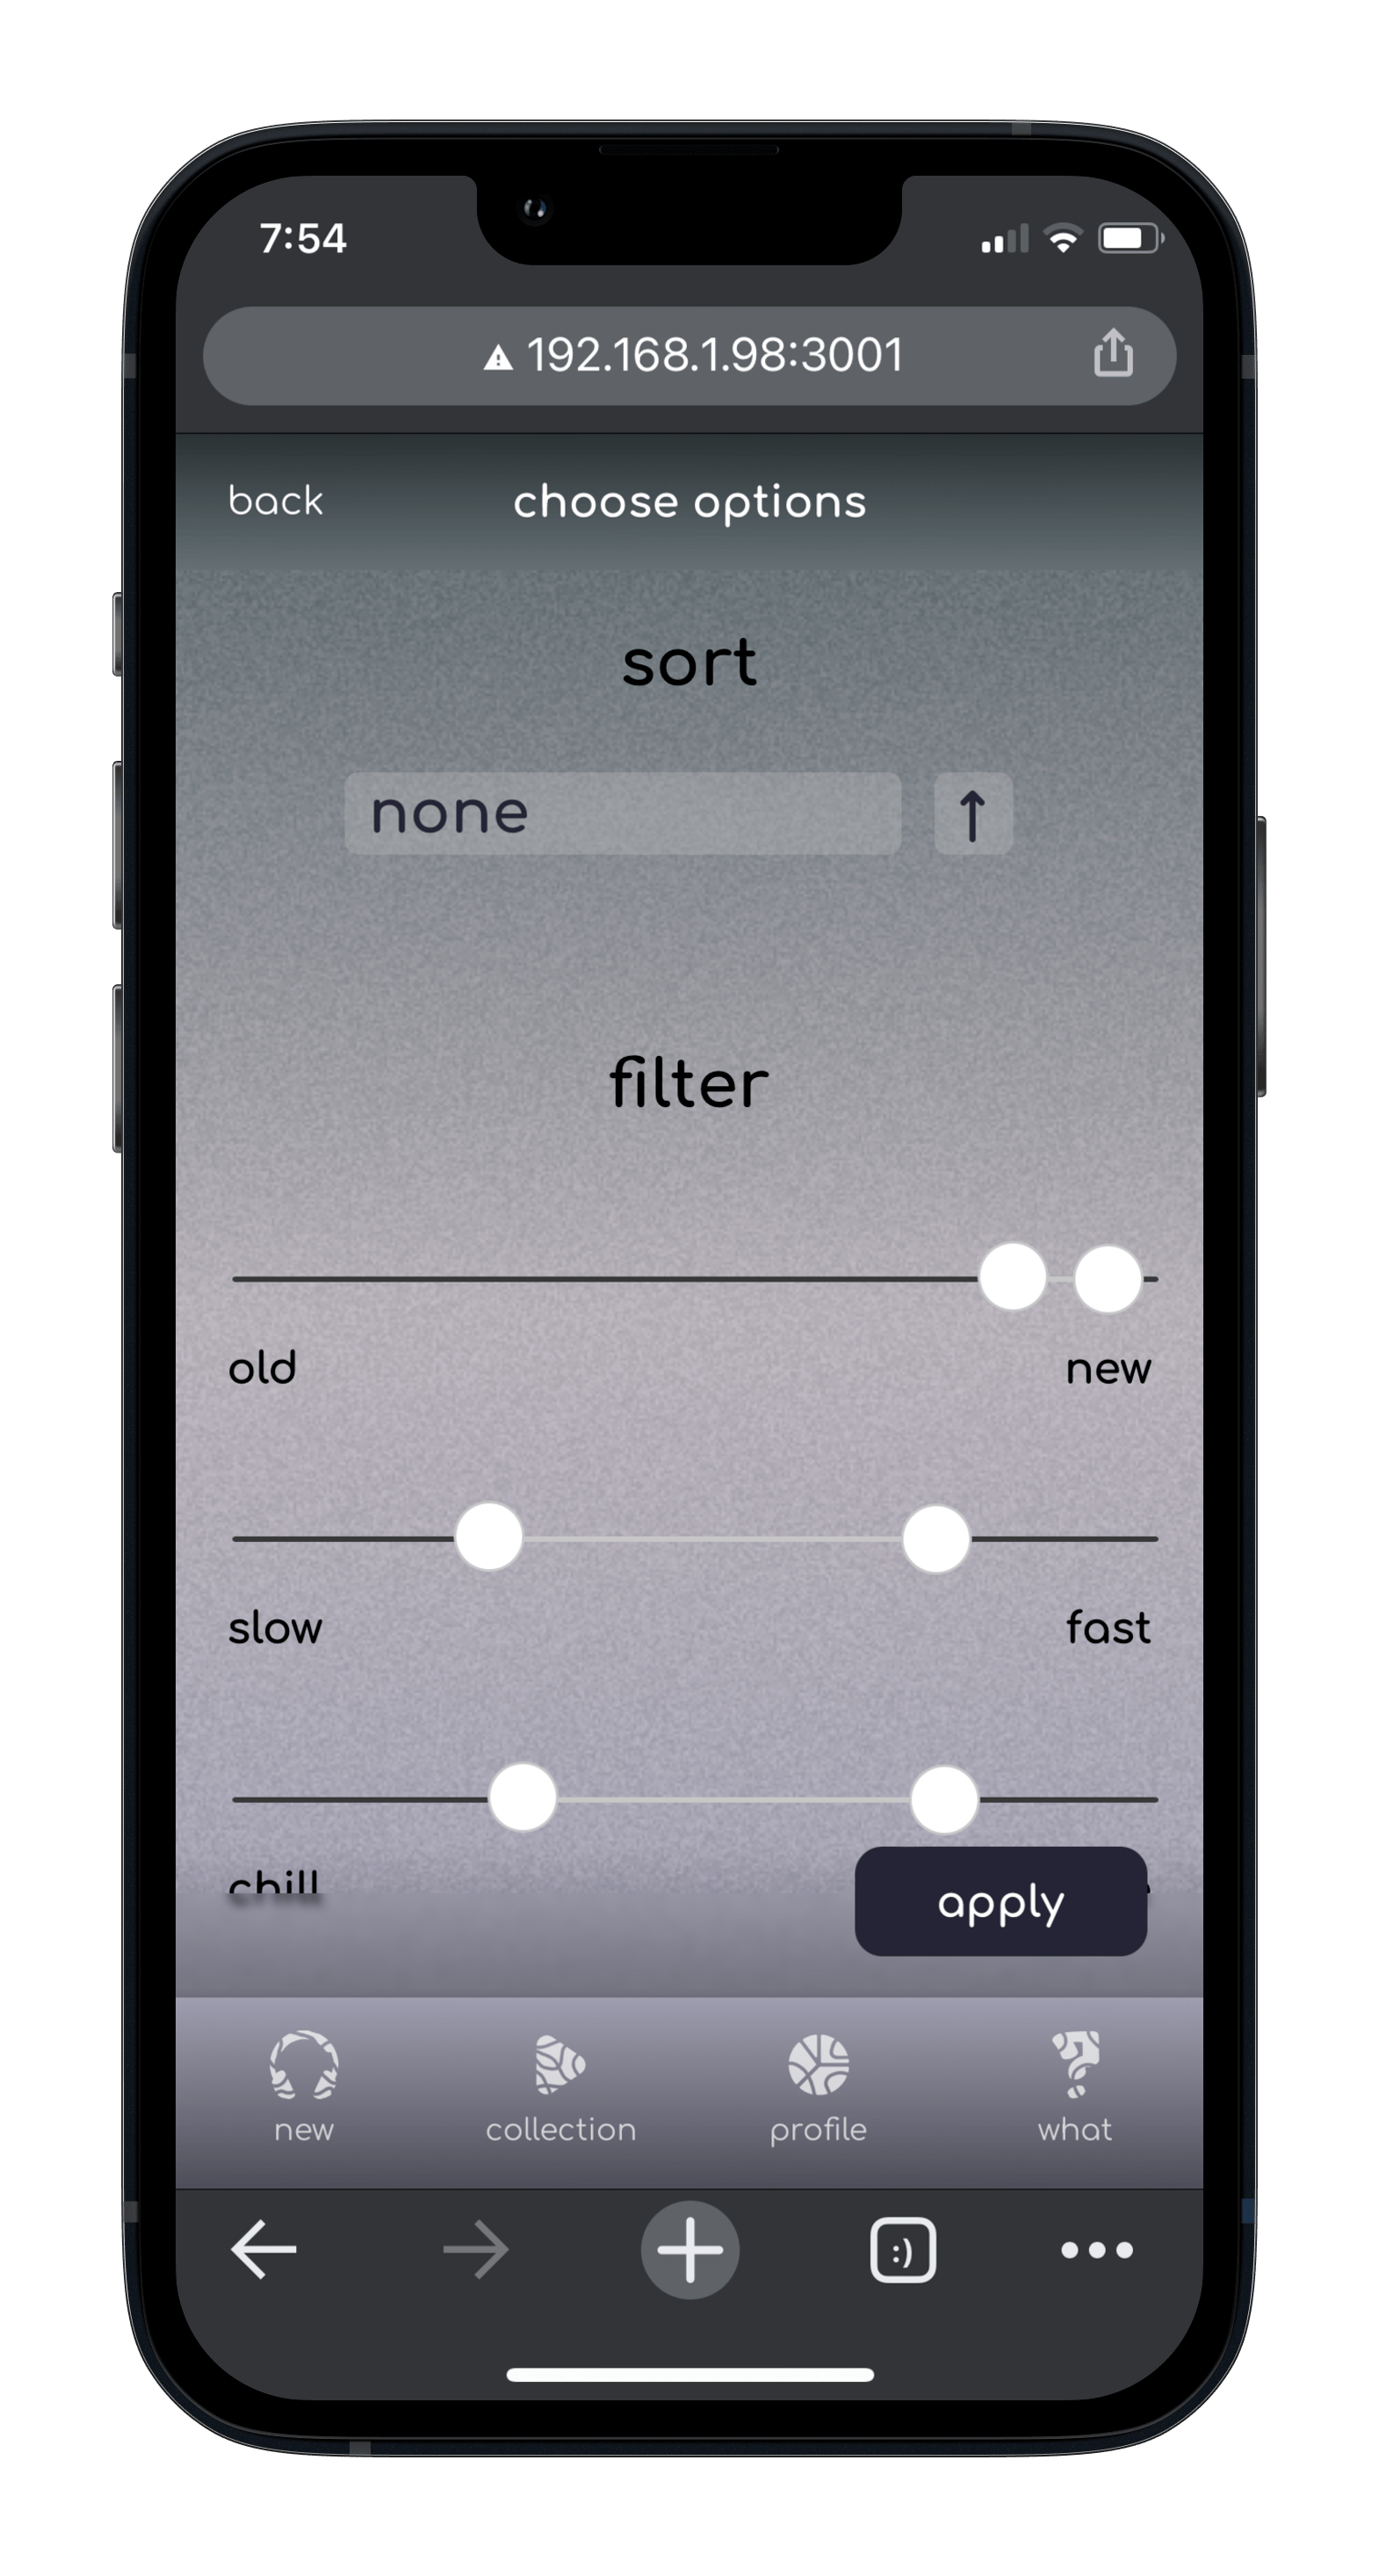 7:54
192.168.1.98:3001
back choose options
sort
none ↑
filter
old new
slow fast
chill
apply
new collection profile what
:)